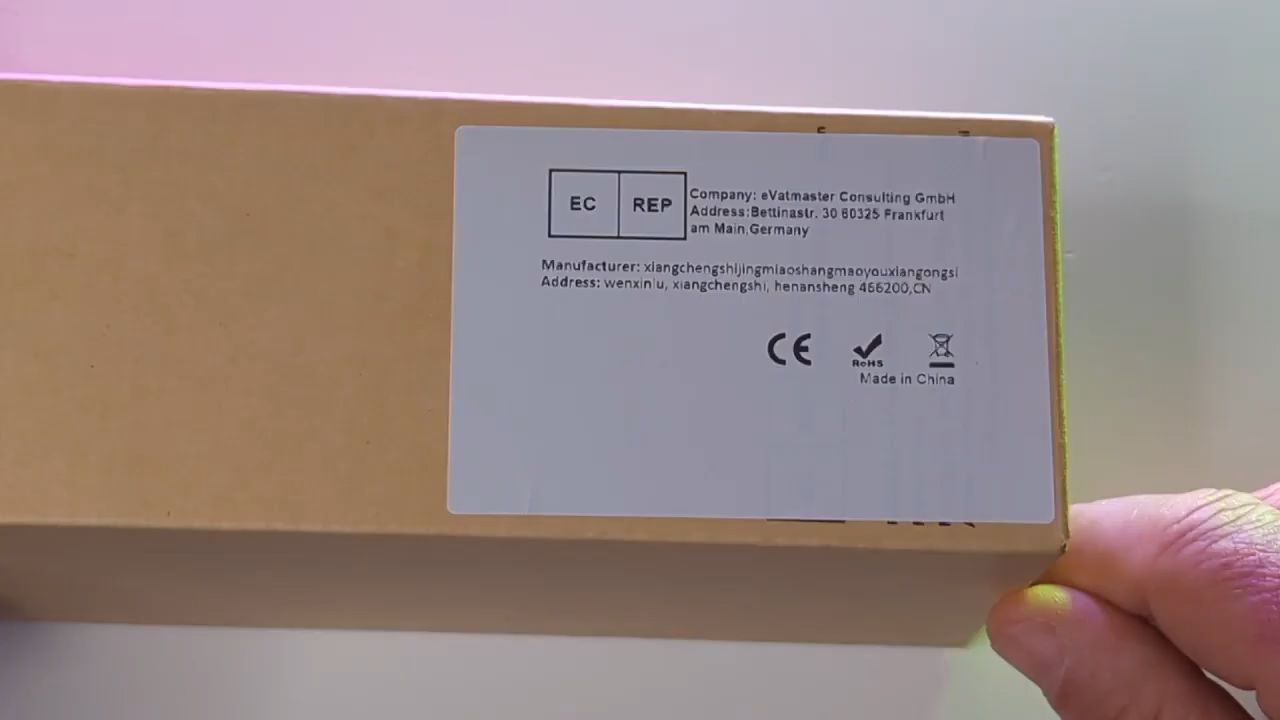 EC REP
Company: eVatmaster Consulting GmbH
Address:Bettinastr. 30 60325 Frankfurt
am Main,Germany
Manufacturer: xiangchengshijingmiaoshangmaoyouxiangongsi
Address: wenxinlu, xiangchengshi, henansheng 466200,CN
CE
RoHS
Made in China